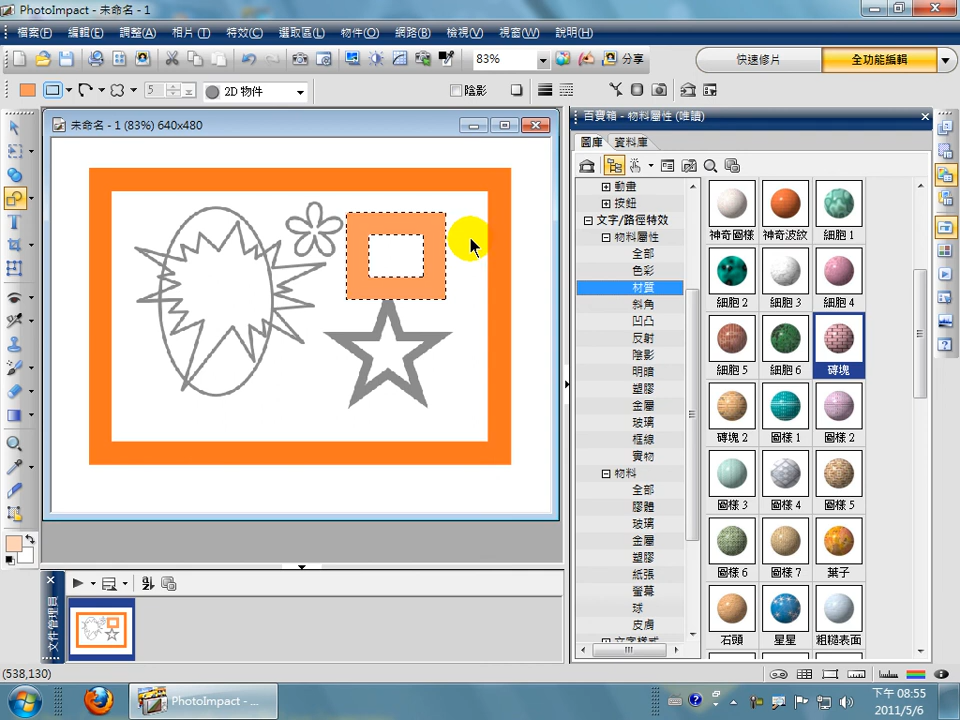 PhotoImpact - 未命名 - 1
檔案(F) 編輯(E) 調整(A) 相片(T) 特效(C) 選取區(L) 物件(O) 網路(B) 檢視(V) 視窗(W) 說明(H)
83% 分享 快速修片 全功能編輯
5 2D 物件 陰影
未命名 - 1 (83%) 640x480
百寶箱 - 物料屬性 (唯讀)
圖庫 資料庫
動畫
按鈕
文字/路徑特效
物料屬性
全部
色彩
材質
斜角
凹凸
反射
陰影
明暗
塑膠
金屬
玻璃
框線
實物
物料
全部
膠體
玻璃
金屬
塑膠
紙張
螢幕
球
皮膚
神奇圖樣 神奇波紋 細胞 1
細胞 2 細胞 3 細胞 4
細胞 5 細胞 6 磚塊
磚塊 2 圖樣 1 圖樣 2
圖樣 3 圖樣 4 圖樣 5
圖樣 6 圖樣 7 葉子
石頭 星星 粗糙表面
文件管理員
(538,130)
PhotoImpact - ...
下午 08:55
2011/5/6